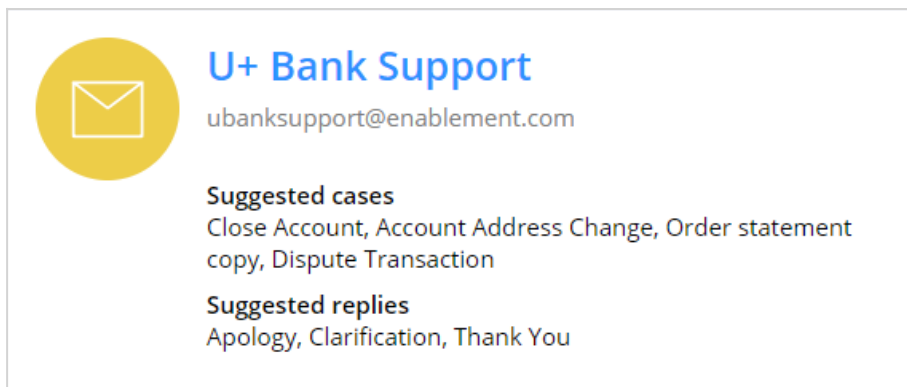 U+ Bank Support
ubanksupport@enablement.com
Suggested cases
Close Account, Account Address Change, Order statement
copy, Dispute Transaction
Suggested replies
Apology, Clarification, Thank You